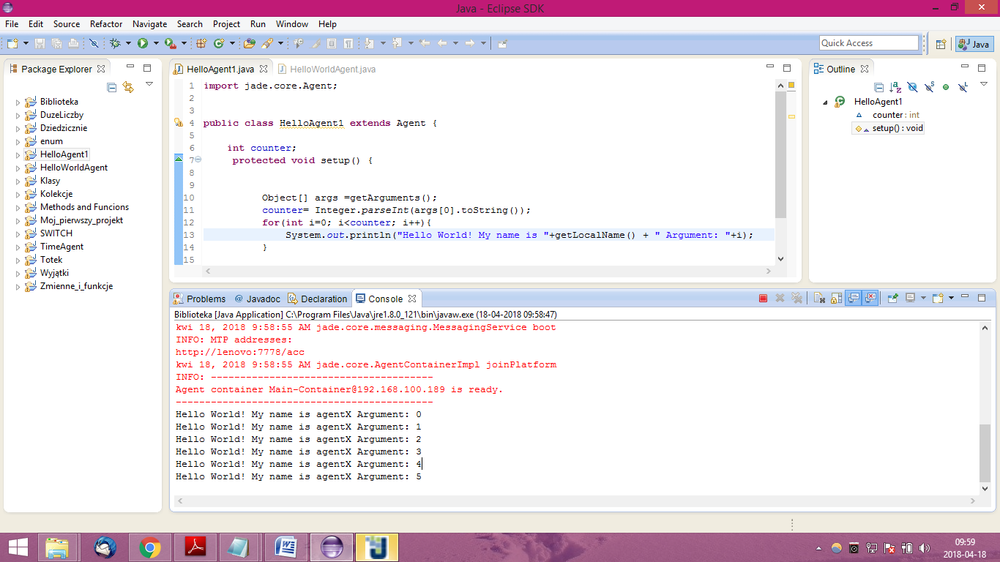 Java - Eclipse SDK
File Edit Source Refactor Navigate Search Project Run Window Help
Quick Access
Java
Package Explorer
Biblioteka
DuzeLiczby
Dziedzicznie
enum
HelloAgent1
HelloWorldAgent
Klasy
Kolekcje
Methods and Funcions
Moj_pierwszy_projekt
SWITCH
TimeAgent
Totek
Wyjątki
Zmienne_i_funkcje
HelloAgent1.java HelloWorldAgent.java
1 import jade.core.Agent;
2
3
4 public class HelloAgent1 extends Agent {
5
6 int counter;
7 protected void setup() {
8
9
10 Object[] args =getArguments();
11 counter= Integer.parseInt(args[0].toString());
12 for(int i=0; i<counter; i++){
13 System.out.println("Hello World! My name is "+getLocalName() + " Argument: "+i);
14 }
15
Outline
HelloAgent1
counter : int
setup() : void
Problems @ Javadoc Declaration Console
Biblioteka [Java Application] C:\Program Files\Java\jre1.8.0_121\bin\javaw.exe (18-04-2018 09:58:47)
kwi 18, 2018 9:58:55 AM jade.core.messaging.MessagingService boot
INFO: MTP addresses:
http://lenovo:7778/acc
kwi 18, 2018 9:58:55 AM jade.core.AgentContainerImpl joinPlatform
INFO: --------------------------------------
Agent container Main-Container@192.168.100.189 is ready.
--------------------------------------------
Hello World! My name is agentX Argument: 0
Hello World! My name is agentX Argument: 1
Hello World! My name is agentX Argument: 2
Hello World! My name is agentX Argument: 3
Hello World! My name is agentX Argument: 4
Hello World! My name is agentX Argument: 5
09:59
2018-04-18